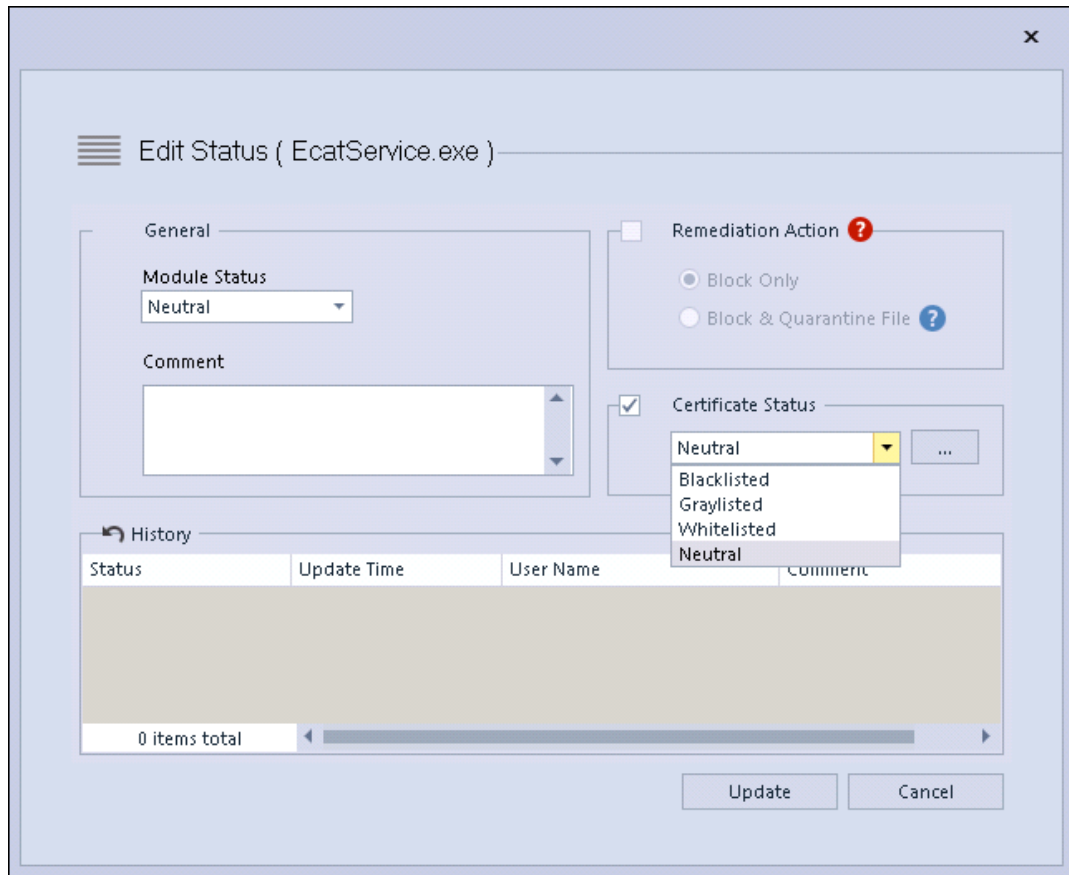 ×
Edit Status ( EcatService.exe )
General
Module Status
Neutral
Comment
Remediation Action ?
Block Only
Block & Quarantine File ?
Certificate Status
Neutral
...
Blacklisted
Graylisted
Whitelisted
Neutral
History
Status Update Time User Name Comment
0 items total
Update Cancel